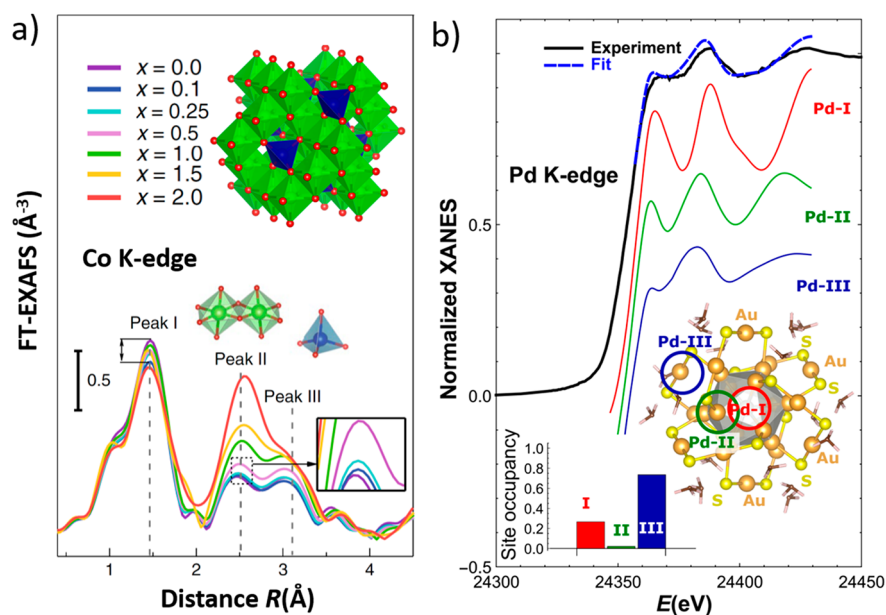 a)
x = 0.0
x = 0.1
x = 0.25
x = 0.5
x = 1.0
x = 1.5
x = 2.0
Co K-edge
Peak I
Peak II
Peak III
0.5
FT-EXAFS (Å⁻³)
1
2
3
4
Distance R(Å)
b)
Experiment
Fit
Pd K-edge
Pd-I
Pd-II
Pd-III
Normalized XANES
0.5
0.0
−0.5
Au
Pd-III
S
Au
Pd-I
S
Pd-II
Au
S
S
Au
Site occupancy
1.0
0.8
0.6
0.4
0.2
0.0
I
II
III
24300
24350
24400
24450
E(eV)